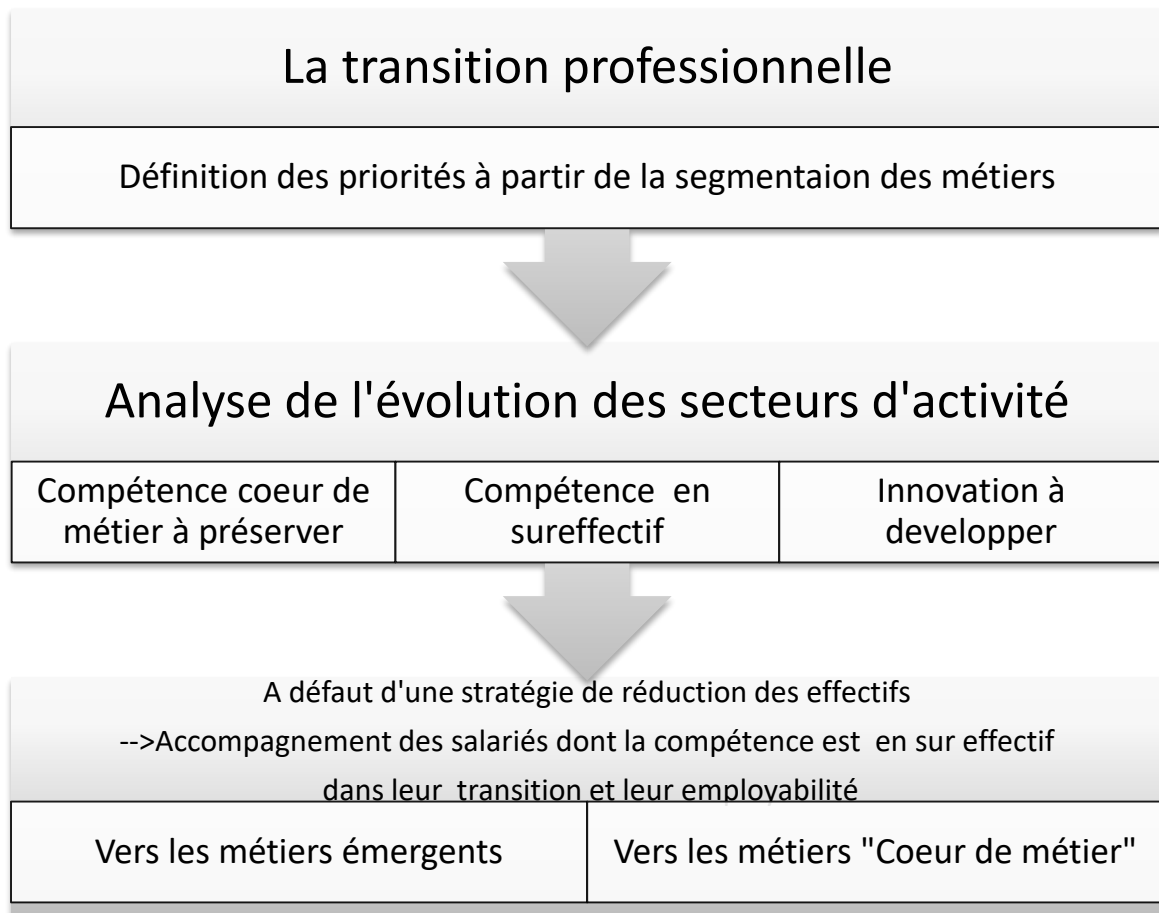 La transition professionnelle
Définition des priorités à partir de la segmentaion des métiers
Analyse de l'évolution des secteurs d'activité
Compétence coeur de
métier à préserver
Compétence en
sureffectif
Innovation à
developper
A défaut d'une stratégie de réduction des effectifs
-->Accompagnement des salariés dont la compétence est en sur effectif
dans leur transition et leur employabilité
Vers les métiers émergents
Vers les métiers "Coeur de métier"